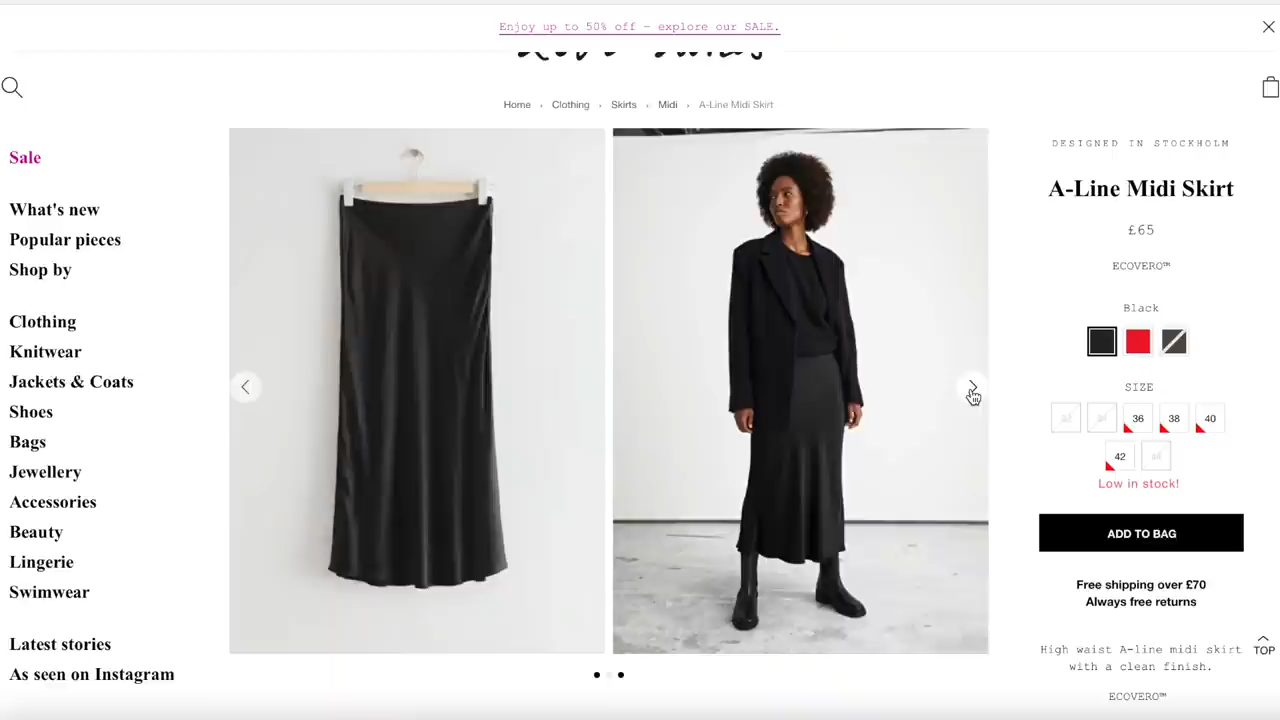 Enjoy up to 50% off – explore our SALE.
Home › Clothing › Skirts › Midi › A-Line Midi Skirt
Sale
What's new
Popular pieces
Shop by
Clothing
Knitwear
Jackets & Coats
Shoes
Bags
Jewellery
Accessories
Beauty
Lingerie
Swimwear
Latest stories
As seen on Instagram
DESIGNED IN STOCKHOLM
A-Line Midi Skirt
£65
ECOVERO™
Black
SIZE
36 38 40
42
Low in stock!
ADD TO BAG
Free shipping over £70
Always free returns
High waist A-line midi skirt
with a clean finish.
ECOVERO™
TOP